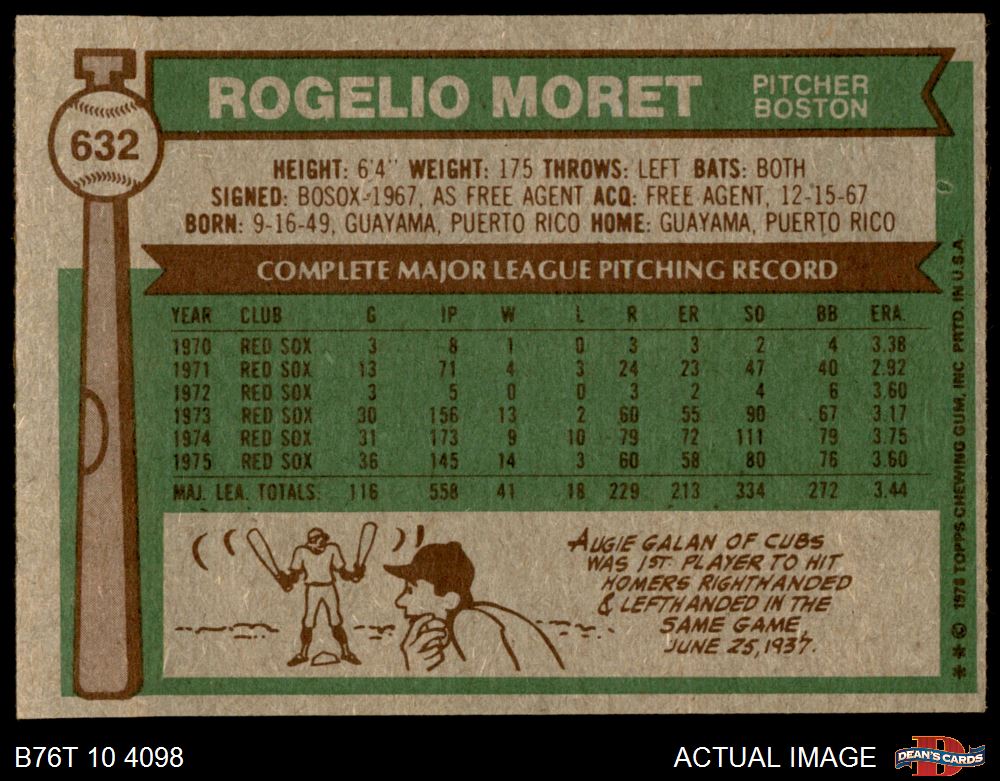 632
ROGELIO MORET
PITCHER
BOSTON
HEIGHT: 6'4" WEIGHT: 175 THROWS: LEFT BATS: BOTH
SIGNED: BOSOX-1967, AS FREE AGENT ACQ: FREE AGENT, 12-15-67
BORN: 9-16-49, GUAYAMA, PUERTO RICO HOME: GUAYAMA, PUERTO RICO
COMPLETE MAJOR LEAGUE PITCHING RECORD
YEAR CLUB G IP W L R ER SO BB ERA.
1970 RED SOX 3 8 1 0 3 3 2 4 3.38
1971 RED SOX 13 71 4 3 24 23 47 40 2.92
1972 RED SOX 3 5 0 0 3 2 4 6 3.60
1973 RED SOX 30 156 13 2 60 55 90 67 3.17
1974 RED SOX 31 173 9 10 79 72 111 79 3.75
1975 RED SOX 36 145 14 3 60 58 80 76 3.60
MAJ. LEA. TOTALS: 116 558 41 18 229 213 334 272 3.44
AUGIE GALAN OF CUBS
WAS 1ST PLAYER TO HIT
HOMERS RIGHTHANDED
& LEFTHANDED IN THE
SAME GAME,
JUNE 25, 1937.
** © 1976 TOPPS CHEWING GUM, INC PRTD. IN U.S.A.
B76T 10 4098
ACTUAL IMAGE
D
DEAN'S CARDS